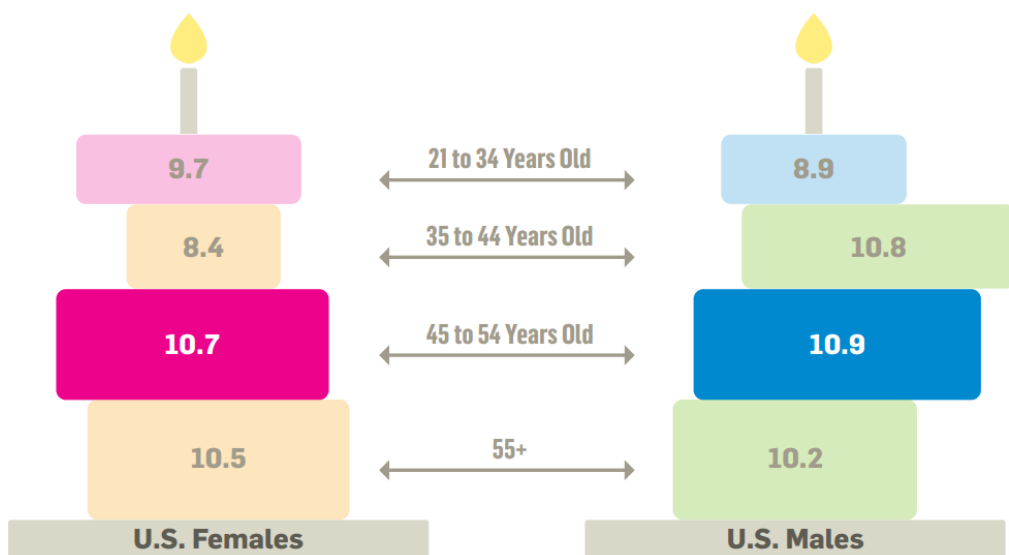 9.7
21 to 34 Years Old
8.9
8.4
35 to 44 Years Old
10.8
10.7
45 to 54 Years Old
10.9
10.5
55+
10.2
U.S. Females
U.S. Males